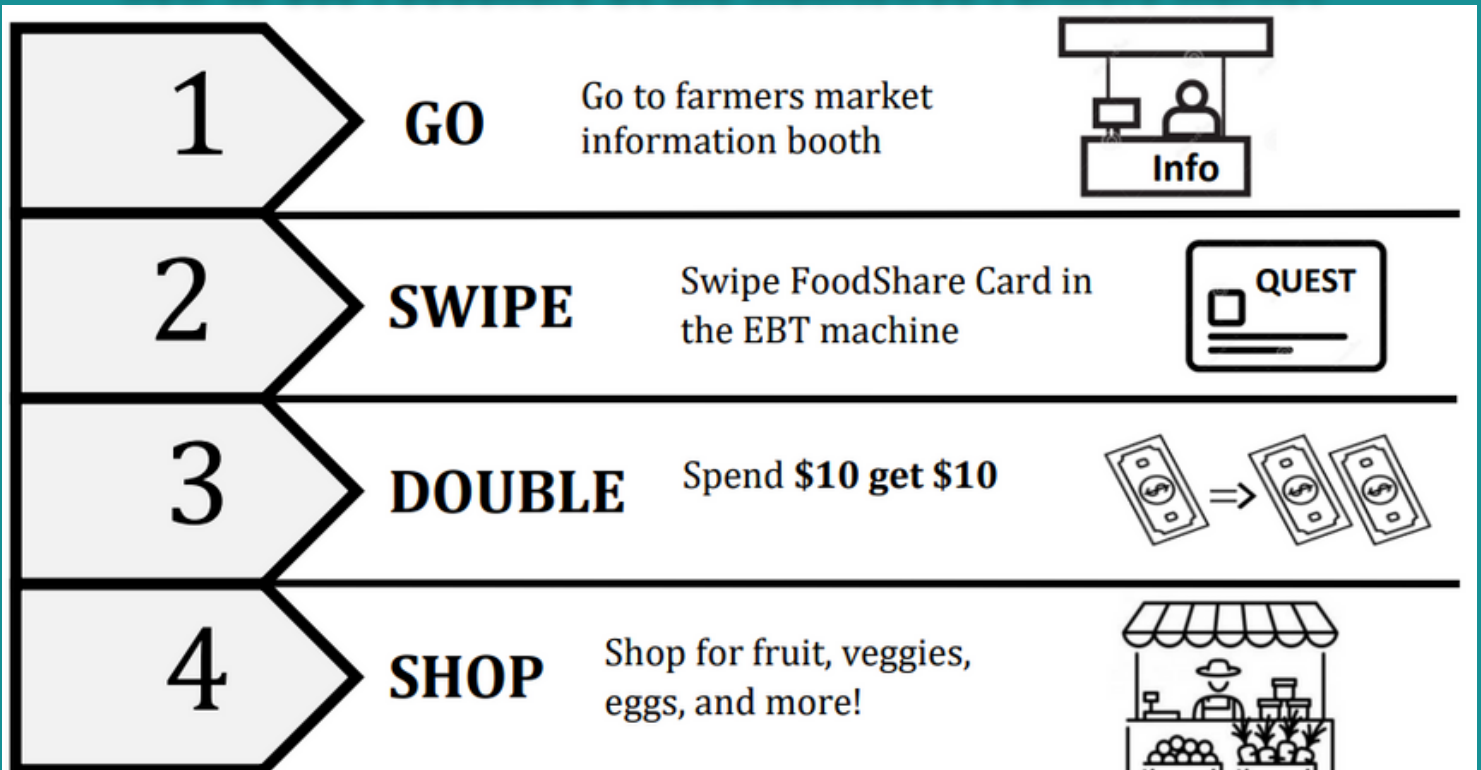 1
GO
Go to farmers market
information booth
Info
2
SWIPE
Swipe FoodShare Card in
the EBT machine
QUEST
3
DOUBLE
Spend $10 get $10
$ => $ $
4
SHOP
Shop for fruit, veggies,
eggs, and more!